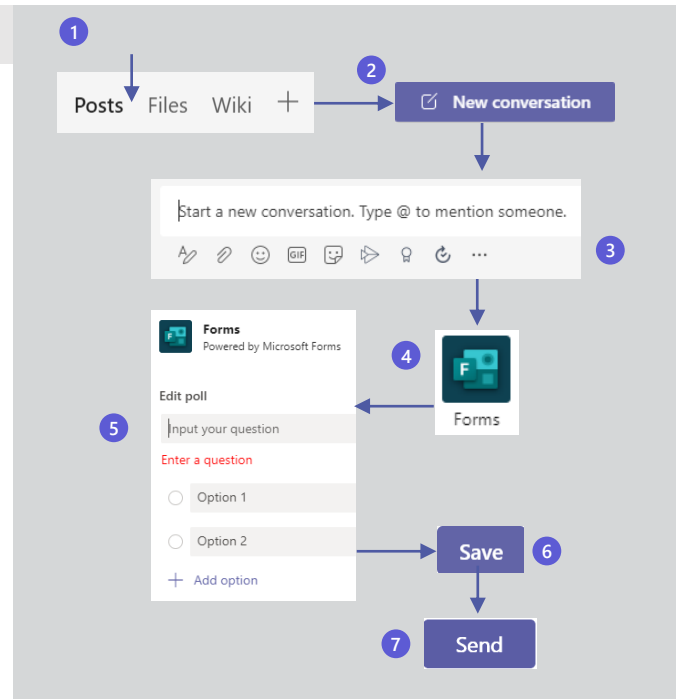 1
2
Posts Files Wiki
New conversation
Start a new conversation. Type @ to mention someone.
GIF
3
Forms
Powered by Microsoft Forms
4
F
Forms
Edit poll
5
Input your question
Enter a question
Option 1
Option 2
Add option
Save
6
7
Send